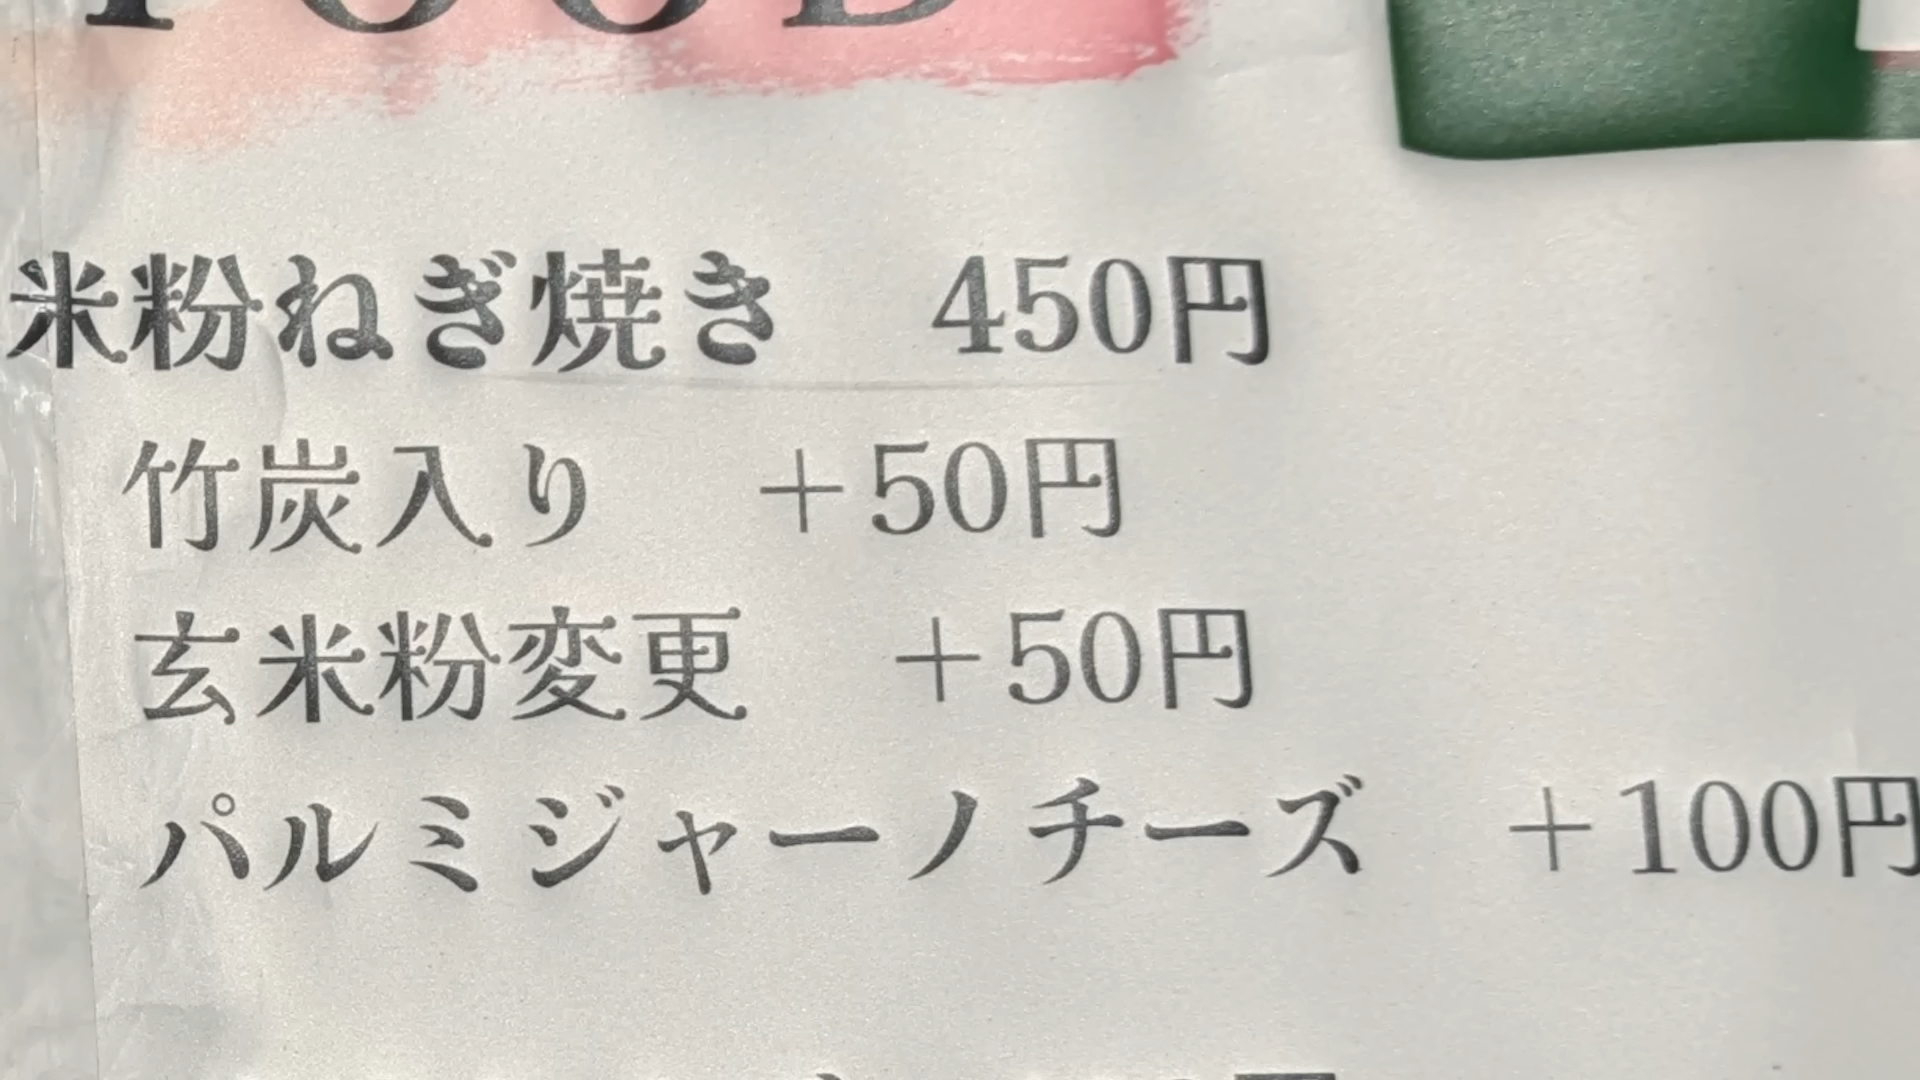 FOOD
米粉ねぎ焼き 450円
竹炭入り +50円
玄米粉変更 +50円
パルミジャーノチーズ +100円